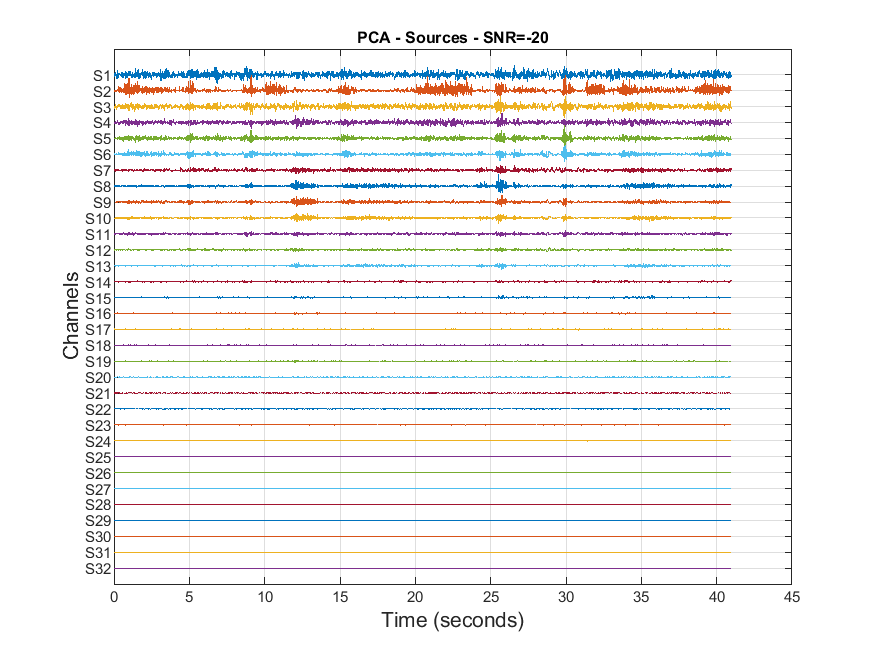 PCA - Sources - SNR=-20
Channels
S1
S2
S3
S4
S5
S6
S7
S8
S9
S10
S11
S12
S13
S14
S15
S16
S17
S18
S19
S20
S21
S22
S23
S24
S25
S26
S27
S28
S29
S30
S31
S32
0 5 10 15 20 25 30 35 40 45
Time (seconds)